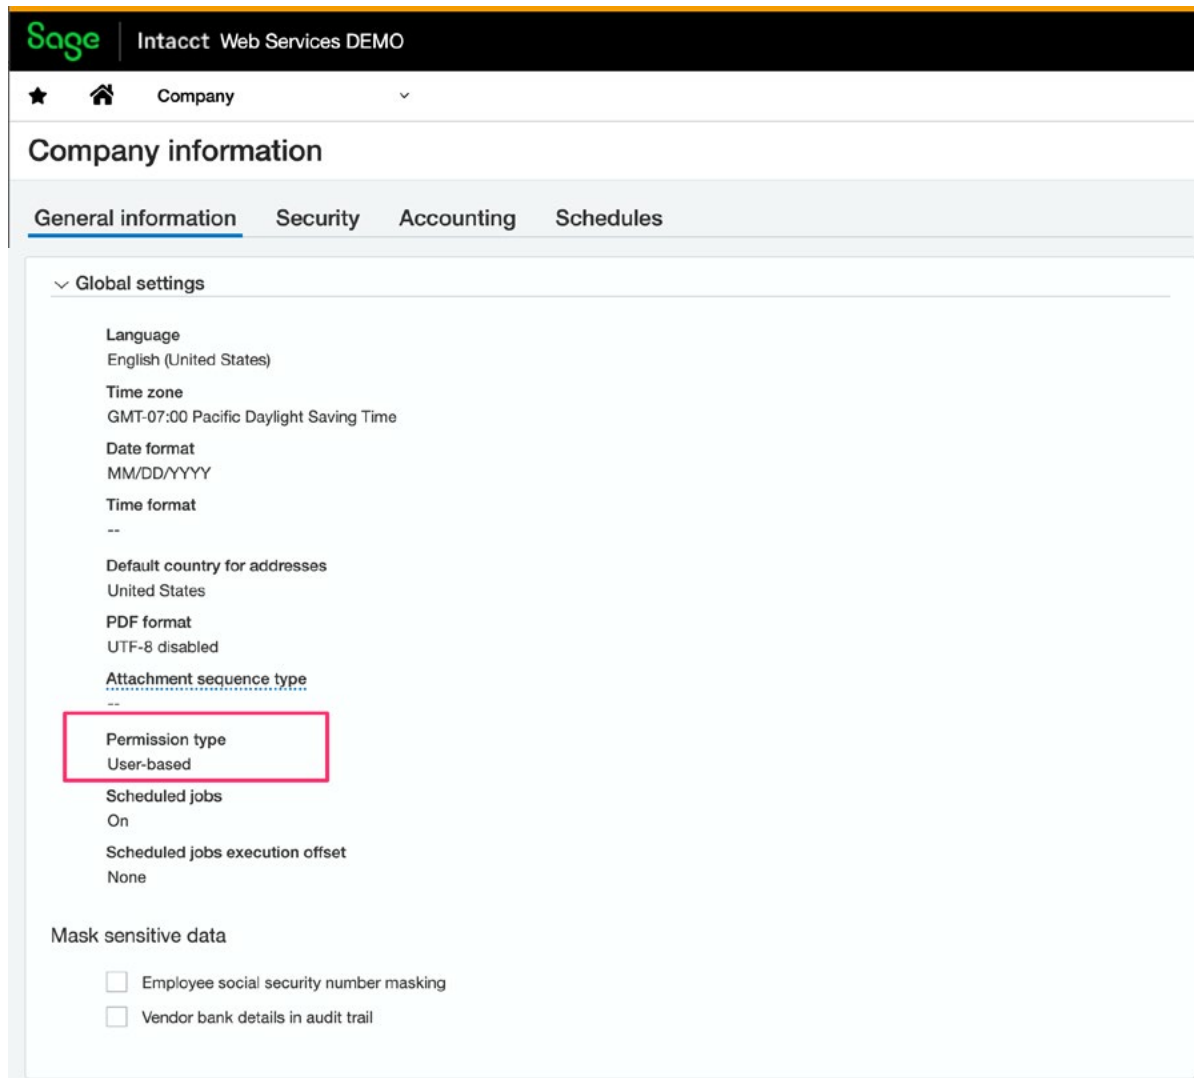 Sage Intacct Web Services DEMO
Company
Company information
General information Security Accounting Schedules
Global settings
Language
English (United States)
Time zone
GMT-07:00 Pacific Daylight Saving Time
Date format
MM/DD/YYYY
Time format
--
Default country for addresses
United States
PDF format
UTF-8 disabled
Attachment sequence type
--
Permission type
User-based
Scheduled jobs
On
Scheduled jobs execution offset
None
Mask sensitive data
Employee social security number masking
Vendor bank details in audit trail